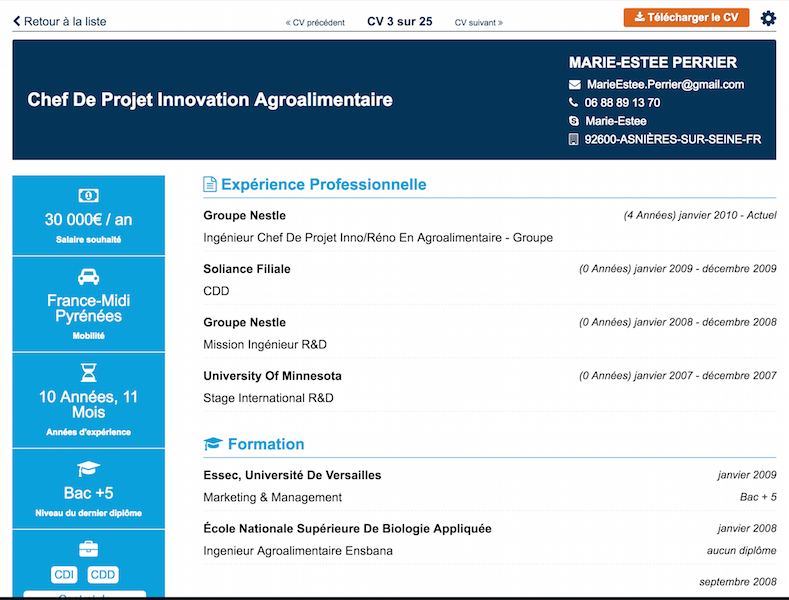 Retour à la liste
« CV précédent
CV 3 sur 25
CV suivant »
Télécharger le CV
Chef De Projet Innovation Agroalimentaire
MARIE-ESTEE PERRIER
MarieEstee.Perrier@gmail.com
06 88 89 13 70
Marie-Estee
92600-ASNIÈRES-SUR-SEINE-FR
30 000€ / an
Salaire souhaité
France-Midi
Pyrénées
Mobilité
10 Années, 11
Mois
Années d'expérience
Bac +5
Niveau du dernier diplôme
CDI
CDD
Expérience Professionnelle
Groupe Nestle
(4 Années) janvier 2010 - Actuel
Ingénieur Chef De Projet Inno/Réno En Agroalimentaire - Groupe
Soliance Filiale
(0 Années) janvier 2009 - décembre 2009
CDD
Groupe Nestle
(0 Années) janvier 2008 - décembre 2008
Mission Ingénieur R&D
University Of Minnesota
(0 Années) janvier 2007 - décembre 2007
Stage International R&D
Formation
Essec, Université De Versailles
janvier 2009
Marketing & Management
Bac + 5
École Nationale Supérieure De Biologie Appliquée
janvier 2008
Ingenieur Agroalimentaire Ensbana
aucun diplôme
septembre 2008